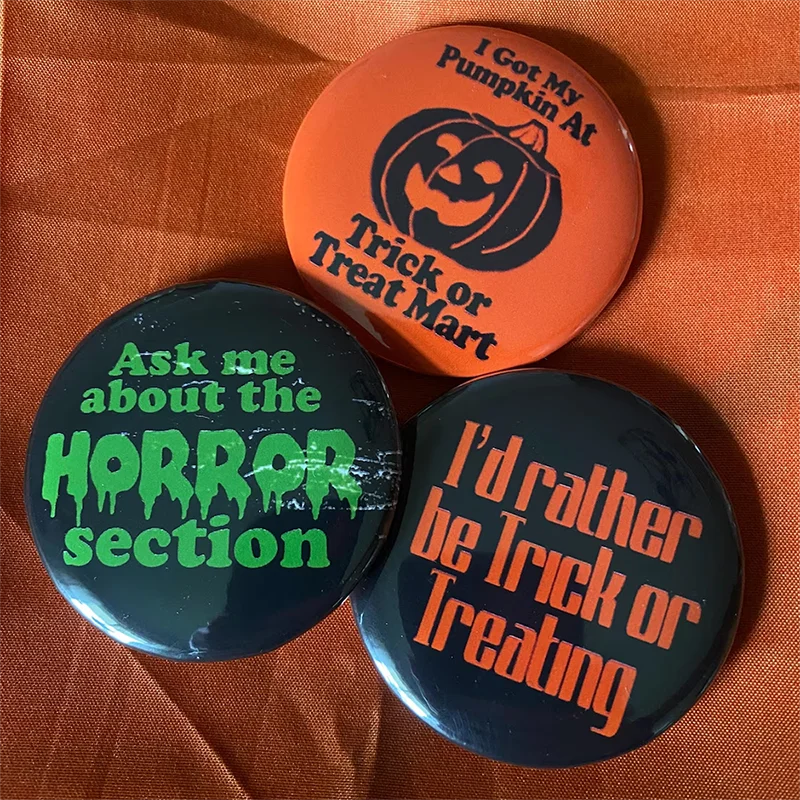 I Got My
Pumpkin At
Trick or
Treat Mart
Ask me
about the
HORROR
section
I'd rather
be Trick or
Treating